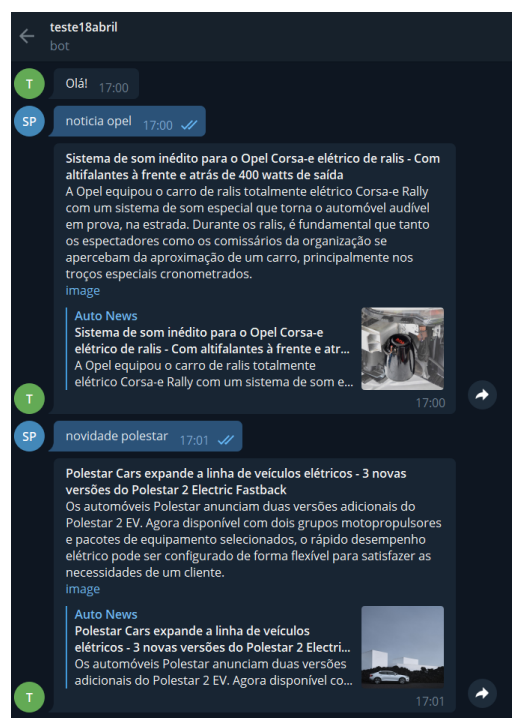 teste18abril
bot
T
Olá! 17:00
SP
noticia opel 17:00
Sistema de som inédito para o Opel Corsa-e elétrico de ralis - Com
altifalantes à frente e atrás de 400 watts de saída
A Opel equipou o carro de ralis totalmente elétrico Corsa-e Rally
com um sistema de som especial que torna o automóvel audível
em prova, na estrada. Durante os ralis, é fundamental que tanto
os espectadores como os comissários da organização se
apercebam da aproximação de um carro, principalmente nos
troços especiais cronometrados.
image
Auto News
Sistema de som inédito para o Opel Corsa-e
elétrico de ralis - Com altifalantes à frente e atr...
A Opel equipou o carro de ralis totalmente
elétrico Corsa-e Rally com um sistema de som e...
T
17:00
SP
novidade polestar 17:01
Polestar Cars expande a linha de veículos elétricos - 3 novas
versões do Polestar 2 Electric Fastback
Os automóveis Polestar anunciam duas versões adicionais do
Polestar 2 EV. Agora disponível com dois grupos motopropulsores
e pacotes de equipamento selecionados, o rápido desempenho
elétrico pode ser configurado de forma flexível para satisfazer as
necessidades de um cliente.
image
Auto News
Polestar Cars expande a linha de veículos
elétricos - 3 novas versões do Polestar 2 Electri...
Os automóveis Polestar anunciam duas versões
adicionais do Polestar 2 EV. Agora disponível co...
T
17:01